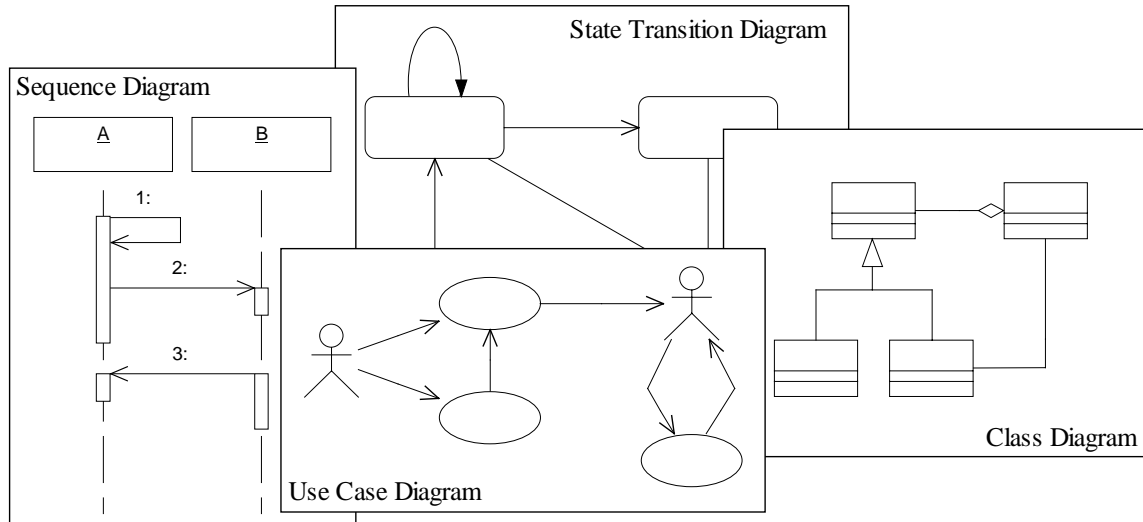 State Transition Diagram
Sequence Diagram
A
B
1:
2:
3:
Use Case Diagram
Class Diagram